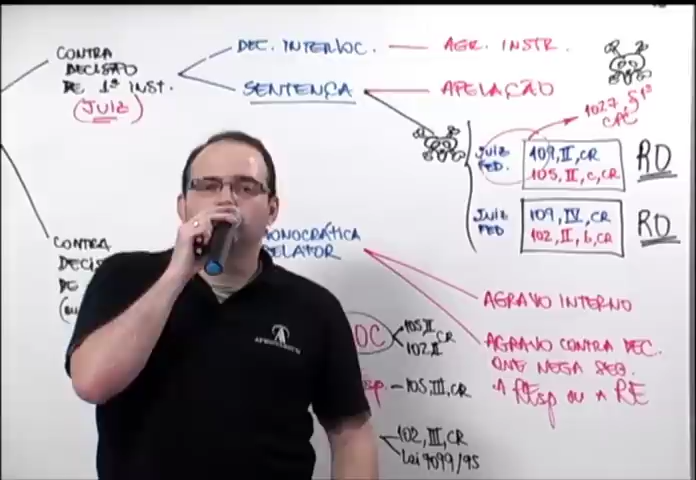 CONTRA
DECISÃO
DE 1ª INST.
(JUIZ)
DEC. INTERLOC. — AGR. INSTR.
SENTENÇA — APELAÇÃO
1027, §1º
CPC
JUIZ
FED.
109, II, CR
105, II, c, CR
RO
JUIZ
FED
109, IV, CR
102, II, b, CR
RO
CONTRA
DE
MONOCRÁTICA
RELATOR
AGRAVO INTERNO
AGRAVO CONTRA DEC.
QUE NEGA SEG.
A REsp OU A RE
OC
105, II
102, II
CR
sp. — 105, III, CR
102, III, CR
Lei 9099/95